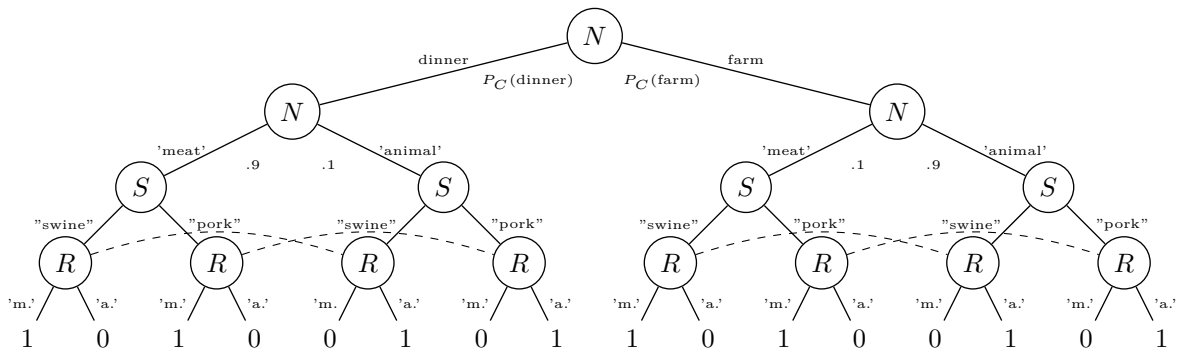 N
dinner farm
P_C(dinner) P_C(farm)
N N
'meat' 'animal' 'meat' 'animal'
.9 .1 .1 .9
S S S S
"swine" "pork" "swine" "pork" "swine" "pork" "swine" "pork"
R R R R R R R R
'm.' 'a.' 'm.' 'a.' 'm.' 'a.' 'm.' 'a.' 'm.' 'a.' 'm.' 'a.' 'm.' 'a.' 'm.' 'a.'
1 0 1 0 0 1 0 1 1 0 1 0 0 1 0 1